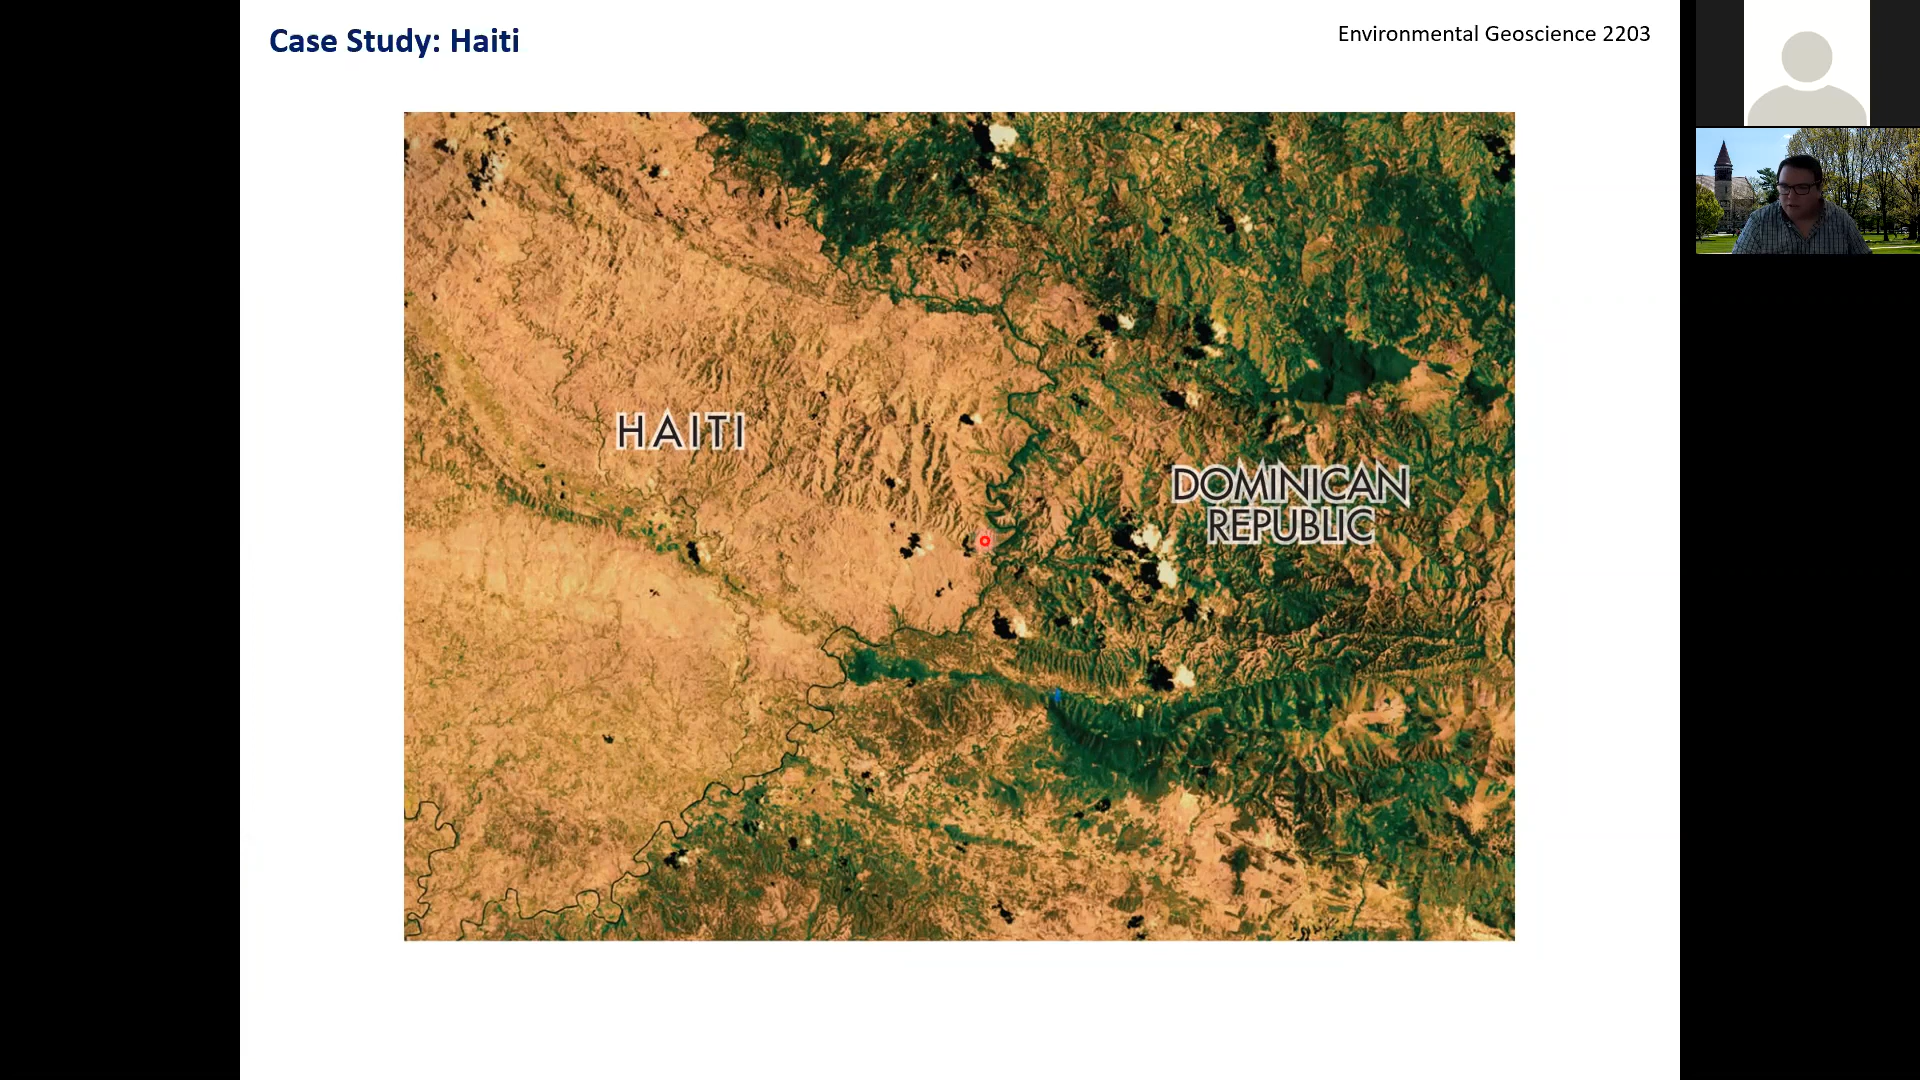 Case Study: Haiti
Environmental Geoscience 2203
HAITI
DOMINICAN
REPUBLIC